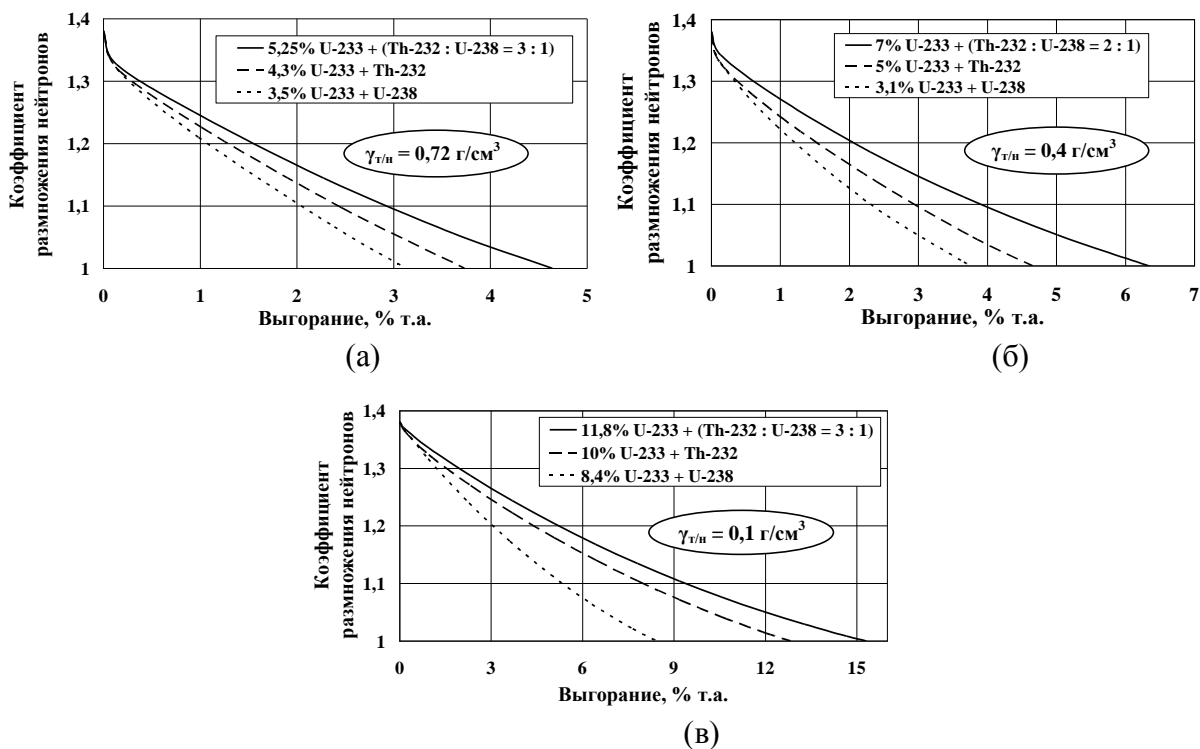 Коэффициент
размножения нейтронов
1,4
1,3
1,2
1,1
1
5,25% U-233 + (Th-232 : U-238 = 3 : 1)
4,3% U-233 + Th-232
3,5% U-233 + U-238
γт/н = 0,72 г/см³
0 1 2 3 4 5
Выгорание, % т.а.
(а)
Коэффициент
размножения нейтронов
1,4
1,3
1,2
1,1
1
7% U-233 + (Th-232 : U-238 = 2 : 1)
5% U-233 + Th-232
3,1% U-233 + U-238
γт/н = 0,4 г/см³
0 1 2 3 4 5 6 7
Выгорание, % т.а.
(б)
Коэффициент
размножения нейтронов
1,4
1,3
1,2
1,1
1
11,8% U-233 + (Th-232 : U-238 = 3 : 1)
10% U-233 + Th-232
8,4% U-233 + U-238
γт/н = 0,1 г/см³
0 3 6 9 12 15
Выгорание, % т.а.
(в)